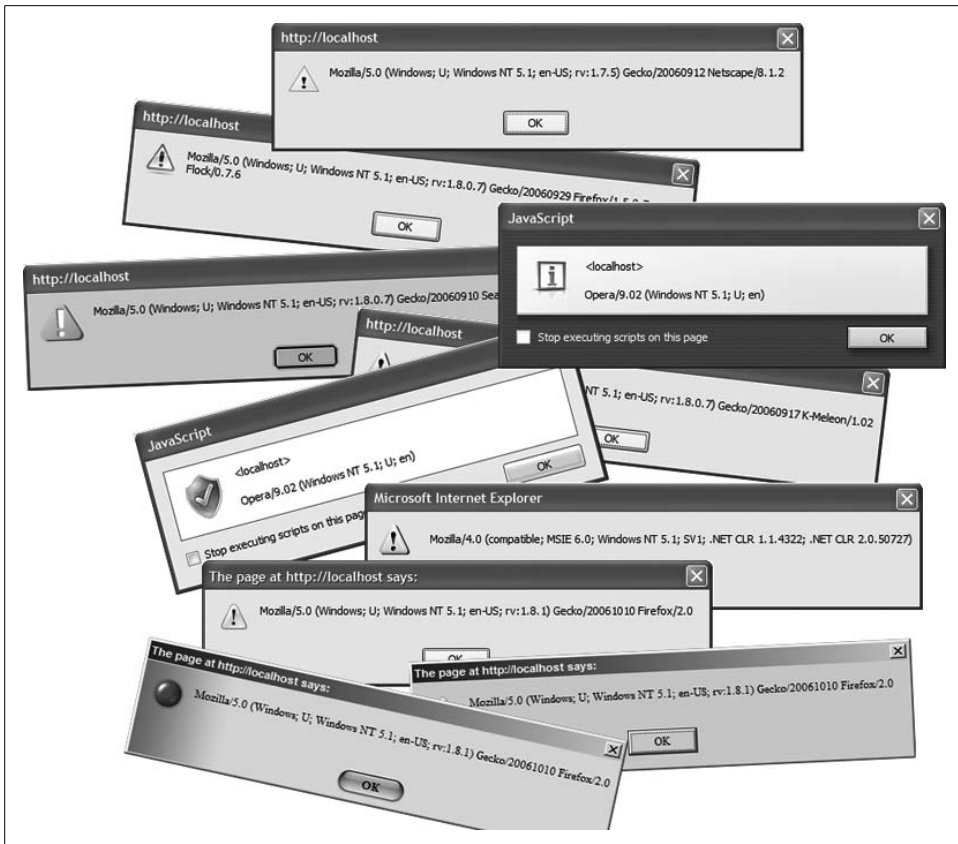 http://localhost
Mozilla/5.0 (Windows; U; Windows NT 5.1; en-US; rv:1.7.5) Gecko/20060912 Netscape/8.1.2
OK
http://localhost
Mozilla/5.0 (Windows; U; Windows NT 5.1; en-US; rv:1.8.0.7) Gecko/20060929
Flock/0.7.6
OK
JavaScript
<localhost>
Opera/9.02 (Windows NT 5.1; U; en)
Stop executing scripts on this page
OK
http://localhost
Mozilla/5.0 (Windows; U; Windows NT 5.1; en-US; rv:1.8.0.7) Gecko/20060910 Sea
OK
http://localhost
NT 5.1; en-US; rv:1.8.0.7) Gecko/20060917 K-Meleon/1.02
OK
JavaScript
<localhost>
Opera/9.02 (Windows NT 5.1; U; en)
Stop executing scripts on this page
OK
Microsoft Internet Explorer
Mozilla/4.0 (compatible; MSIE 6.0; Windows NT 5.1; SV1; .NET CLR 1.1.4322; .NET CLR 2.0.50727)
The page at http://localhost says:
Mozilla/5.0 (Windows; U; Windows NT 5.1; en-US; rv:1.8.1) Gecko/20061010 Firefox/2.0
OK
The page at http://localhost says:
Mozilla/5.0 (Windows; U; Windows NT 5.1; en-US; rv:1.8.1) Gecko/20061010 Firefox/2.0
OK
The page at http://localhost says:
Mozilla/5.0 (Windows; U; Windows NT 5.1; en-US; rv:1.8.1) Gecko/20061010 Firefox/2.0
OK